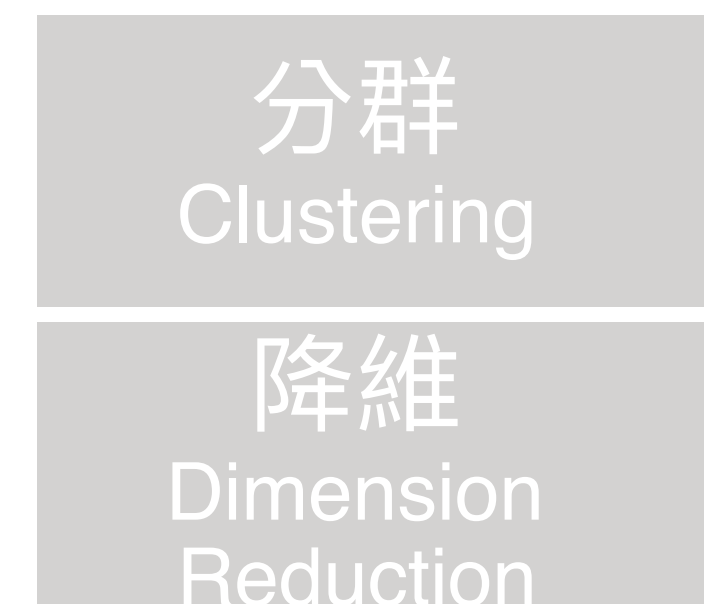 分群
Clustering
降維
Dimension
Reduction